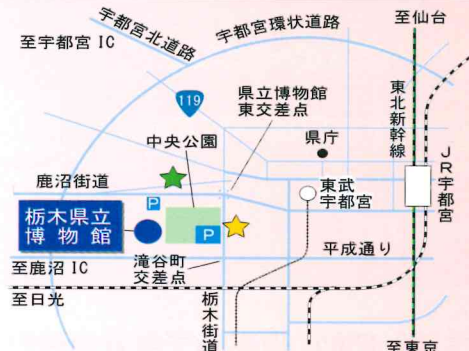 至仙台
宇都宮環状道路
宇都宮北道路
至宇都宮 IC
119
県立博物館
東交差点
東北新幹線
県庁
中央公園
JR宇都宮
鹿沼街道
東武
宇都宮
P
栃木県立
博物館
P
平成通り
滝谷町
交差点
至鹿沼 IC
至日光
栃木街道
至東京